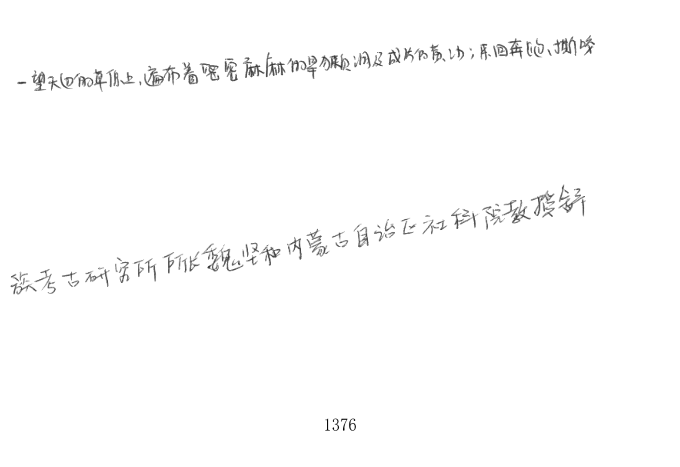 一望天边的草原上,遍布着密密麻麻的旱獭洞及成片的黄沙;来回奔跑、撕咬
族考古研究所所长魏坚和内蒙古自治区社科院教授
1376